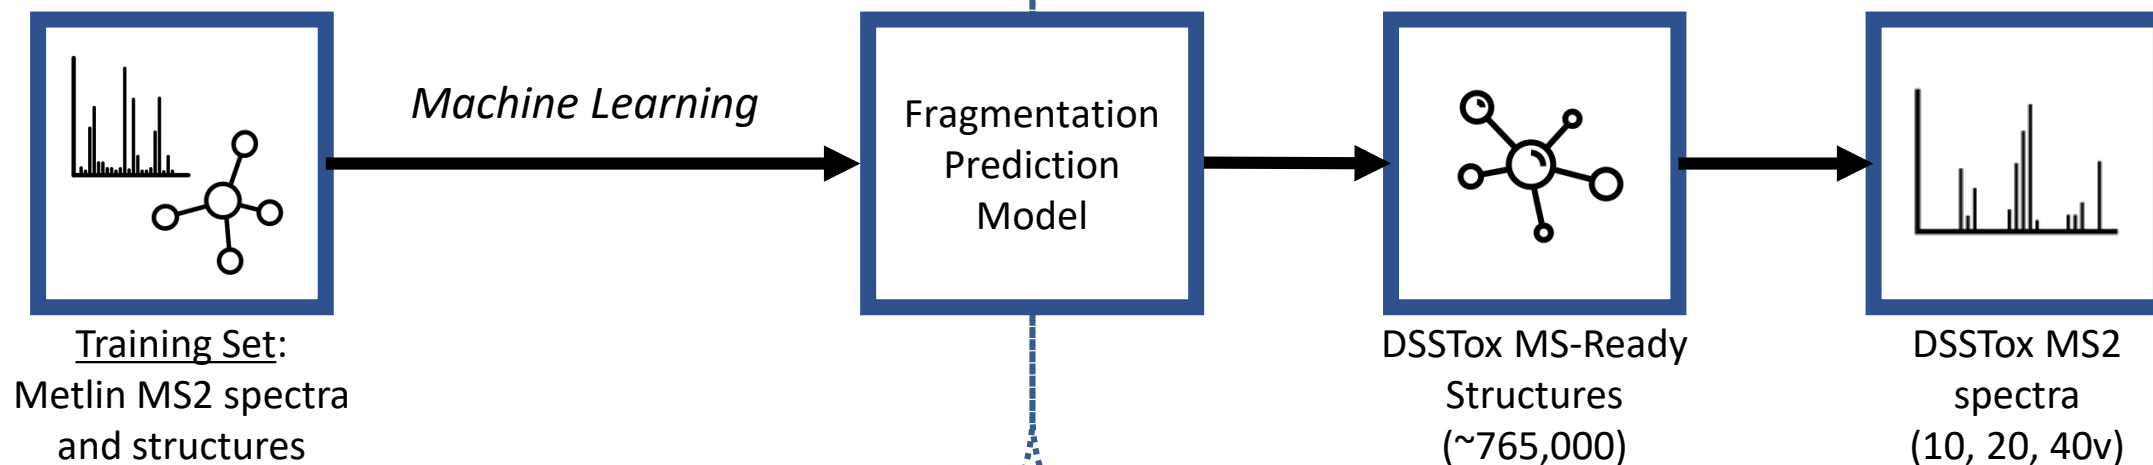 Machine Learning
Fragmentation
Prediction
Model
Training Set:
Metlin MS2 spectra
and structures
DSSTox MS-Ready
Structures
(~765,000)
DSSTox MS2
spectra
(10, 20, 40v)